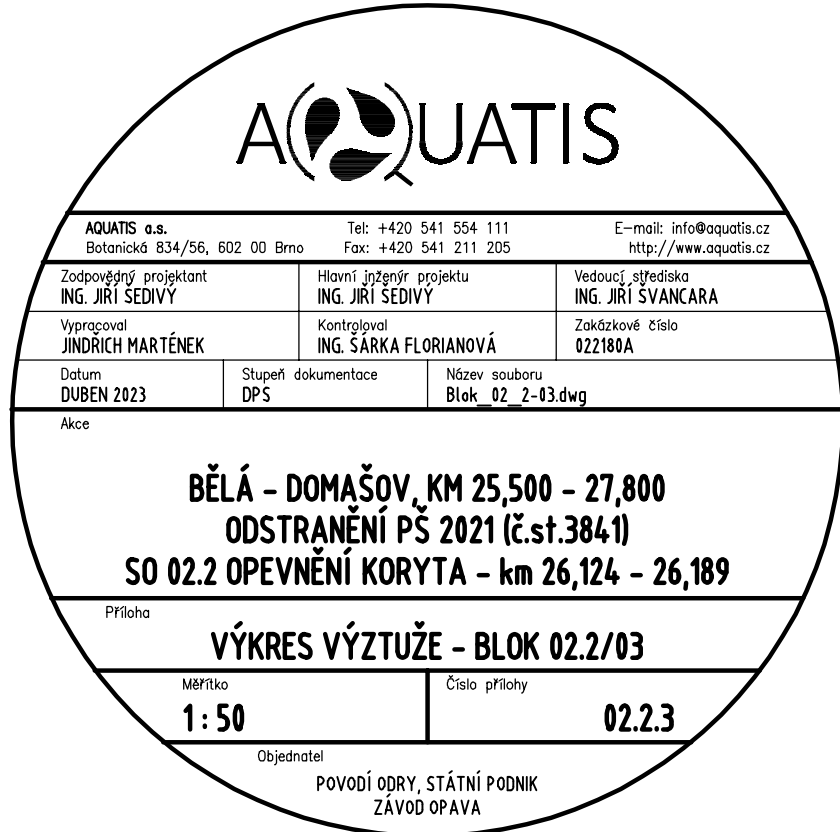 AQUATIS
AQUATIS a.s. Tel: +420 541 554 111 E-mail: info@aquatis.cz
Botanická 834/56, 602 00 Brno Fax: +420 541 211 205 http://www.aquatis.cz
Zodpovědný projektant Hlavní inženýr projektu Vedoucí střediska
ING. JIŘÍ ŠEDIVÝ ING. JIŘÍ ŠEDIVÝ ING. JIŘÍ ŠVANCARA
Vypracoval Kontroloval Zakázkové číslo
JINDŘICH MARTÉNEK ING. ŠÁRKA FLORIANOVÁ 022180A
Datum Stupeň dokumentace Název souboru
DUBEN 2023 DPS Blok_02_2-03.dwg
Akce
BĚLÁ - DOMAŠOV, KM 25,500 - 27,800
ODSTRANĚNÍ PŠ 2021 (č.st.3841)
SO 02.2 OPEVNĚNÍ KORYTA - km 26,124 - 26,189
Příloha
VÝKRES VÝZTUŽE - BLOK 02.2/03
Měřítko Číslo přílohy
1 : 50 02.2.3
Objednatel
POVODÍ ODRY, STÁTNÍ PODNIK
ZÁVOD OPAVA